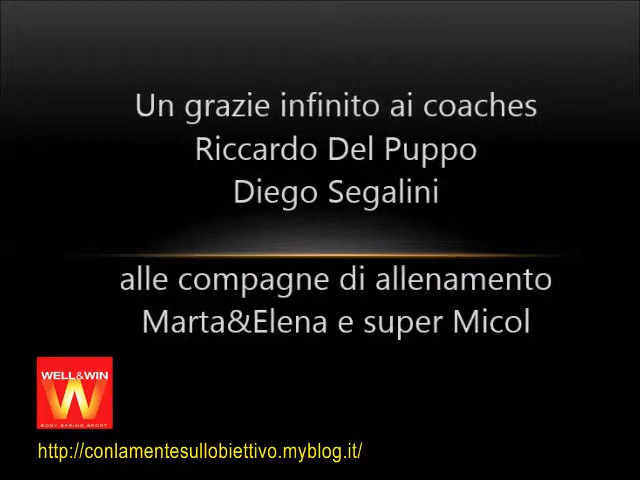 Un grazie infinito ai coaches
Riccardo Del Puppo
Diego Segalini
alle compagne di allenamento
Marta&Elena e super Micol
WELL&WIN
W
BODY SPRING SPORT
http://conlamentesullobiettivo.myblog.it/